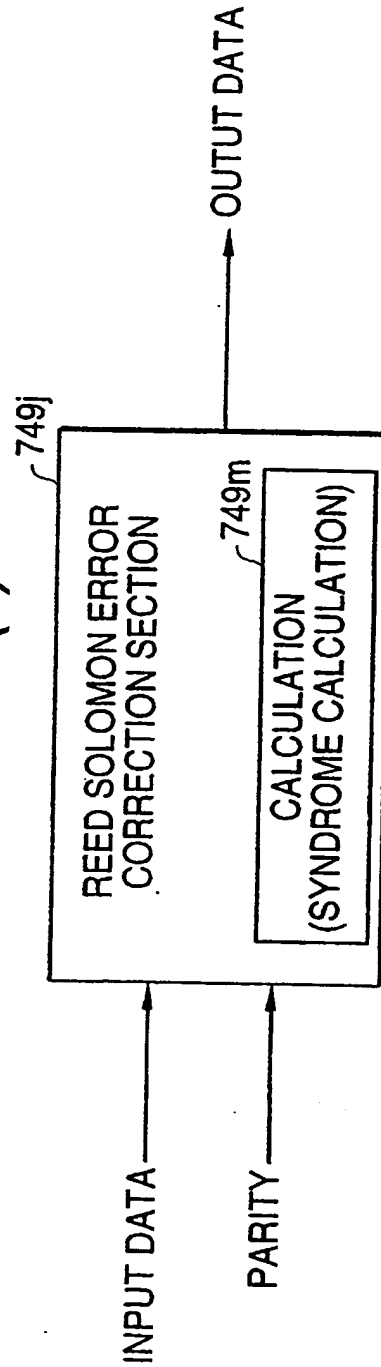 749j
REED SOLOMON ERROR
CORRECTION SECTION
749m
CALCULATION
(SYNDROME CALCULATION)
INPUT DATA
PARITY
OUTUT DATA